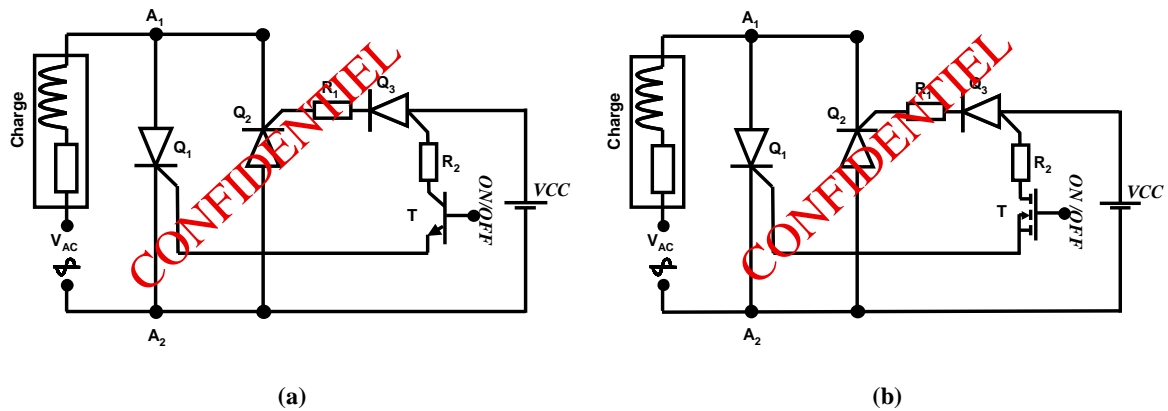 A1
Charge
Q1
Q2
R1
Q3
R2
T
ON/OFF
VCC
VAC
A2
CONFIDENTIEL
(a)
A1
Charge
Q1
Q2
R1
Q3
R2
T
ON/OFF
VCC
VAC
A2
CONFIDENTIEL
(b)